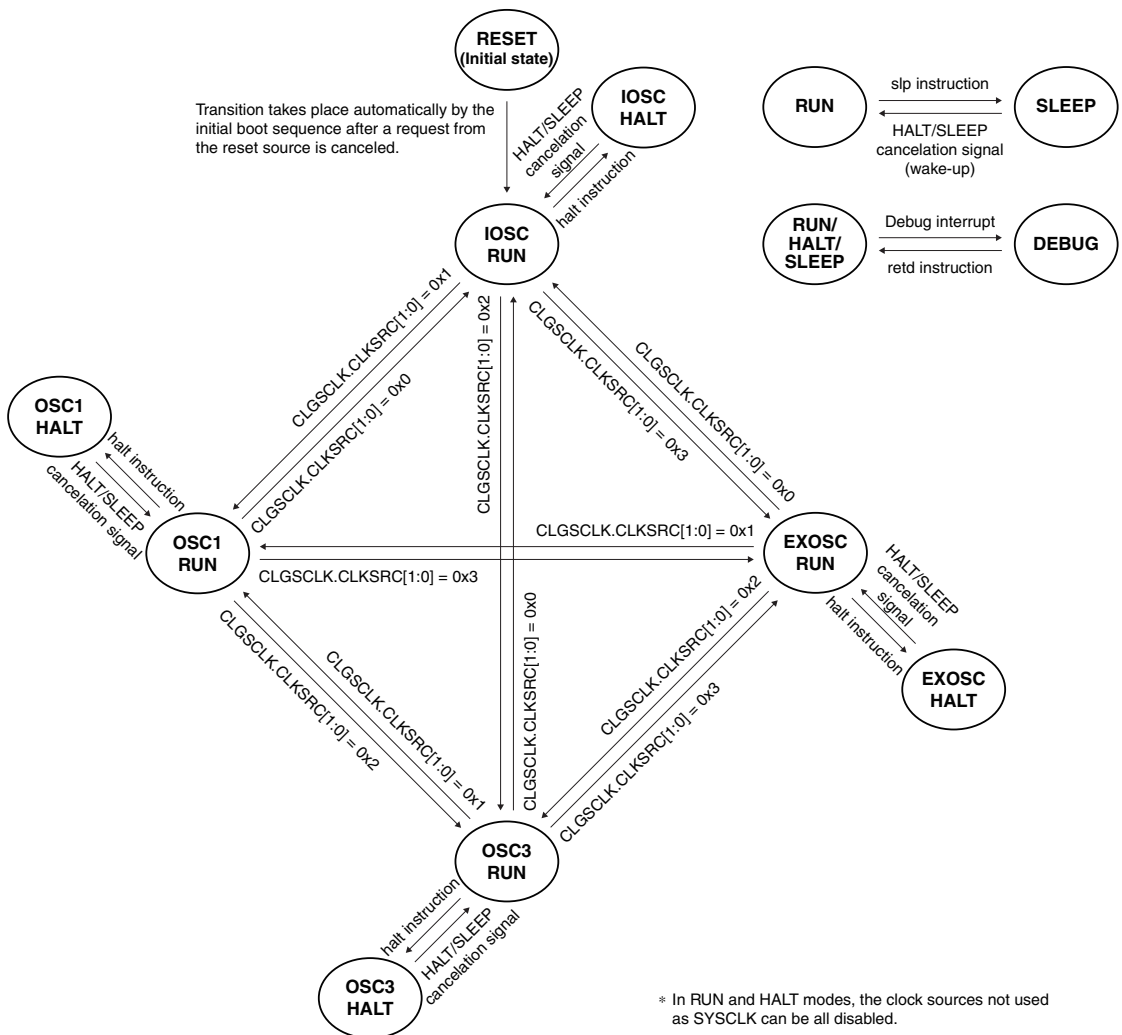 RESET
(Initial state)
Transition takes place automatically by the
initial boot sequence after a request from
the reset source is canceled.
IOSC
HALT
HALT/SLEEP
cancelation
signal
halt instruction
IOSC
RUN
RUN
slp instruction
SLEEP
HALT/SLEEP
cancelation signal
(wake-up)
RUN/
HALT/
SLEEP
Debug interrupt
DEBUG
retd instruction
CLGSCLK.CLKSRC[1:0] = 0x1
CLGSCLK.CLKSRC[1:0] = 0x0
CLGSCLK.CLKSRC[1:0] = 0x2
CLGSCLK.CLKSRC[1:0] = 0x0
CLGSCLK.CLKSRC[1:0] = 0x3
CLGSCLK.CLKSRC[1:0] = 0x0
OSC1
HALT
halt instruction
HALT/SLEEP
cancelation signal
OSC1
RUN
CLGSCLK.CLKSRC[1:0] = 0x1
CLGSCLK.CLKSRC[1:0] = 0x3
EXOSC
RUN
HALT/SLEEP
cancelation
signal
halt instruction
EXOSC
HALT
CLGSCLK.CLKSRC[1:0] = 0x1
CLGSCLK.CLKSRC[1:0] = 0x2
CLGSCLK.CLKSRC[1:0] = 0x2
CLGSCLK.CLKSRC[1:0] = 0x3
OSC3
RUN
halt instruction
HALT/SLEEP
cancelation signal
OSC3
HALT
* In RUN and HALT modes, the clock sources not used
as SYSCLK can be all disabled.